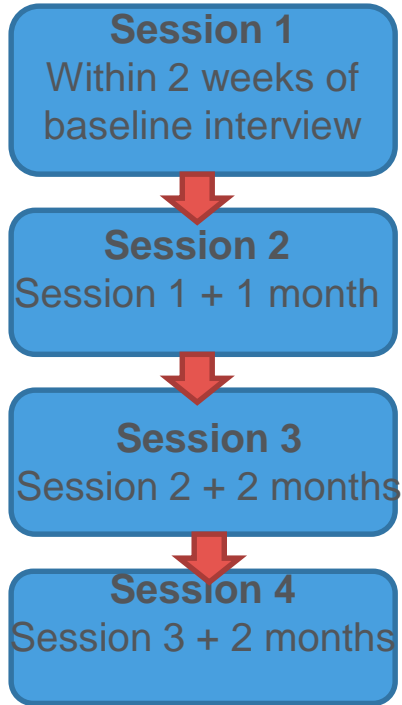 Session 1
Within 2 weeks of
baseline interview
Session 2
Session 1 + 1 month
Session 3
Session 2 + 2 months
Session 4
Session 3 + 2 months